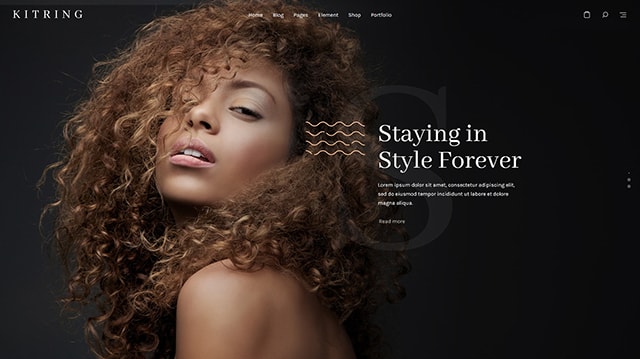 KITRING
Home Blog Pages Element Shop Portfolio
S
Staying in
Style Forever
Lorem ipsum dolor sit amet, consectetur adipiscing elit,
sed do eiusmod tempor incididunt ut labore et dolore
magna aliqua.
Read more